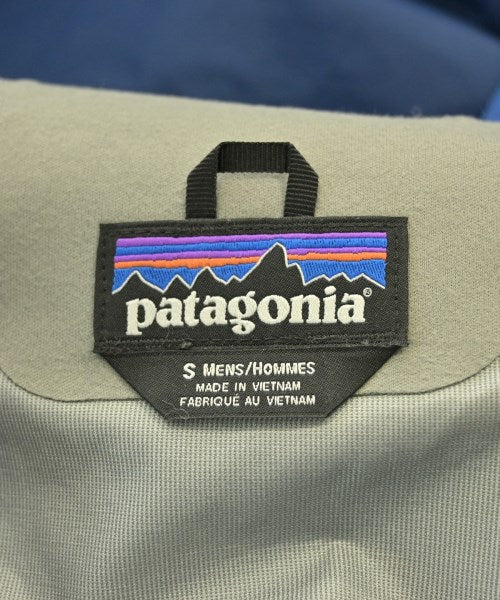 patagonia®
S MENS/HOMMES
MADE IN VIETNAM
FABRIQUÉ AU VIETNAM